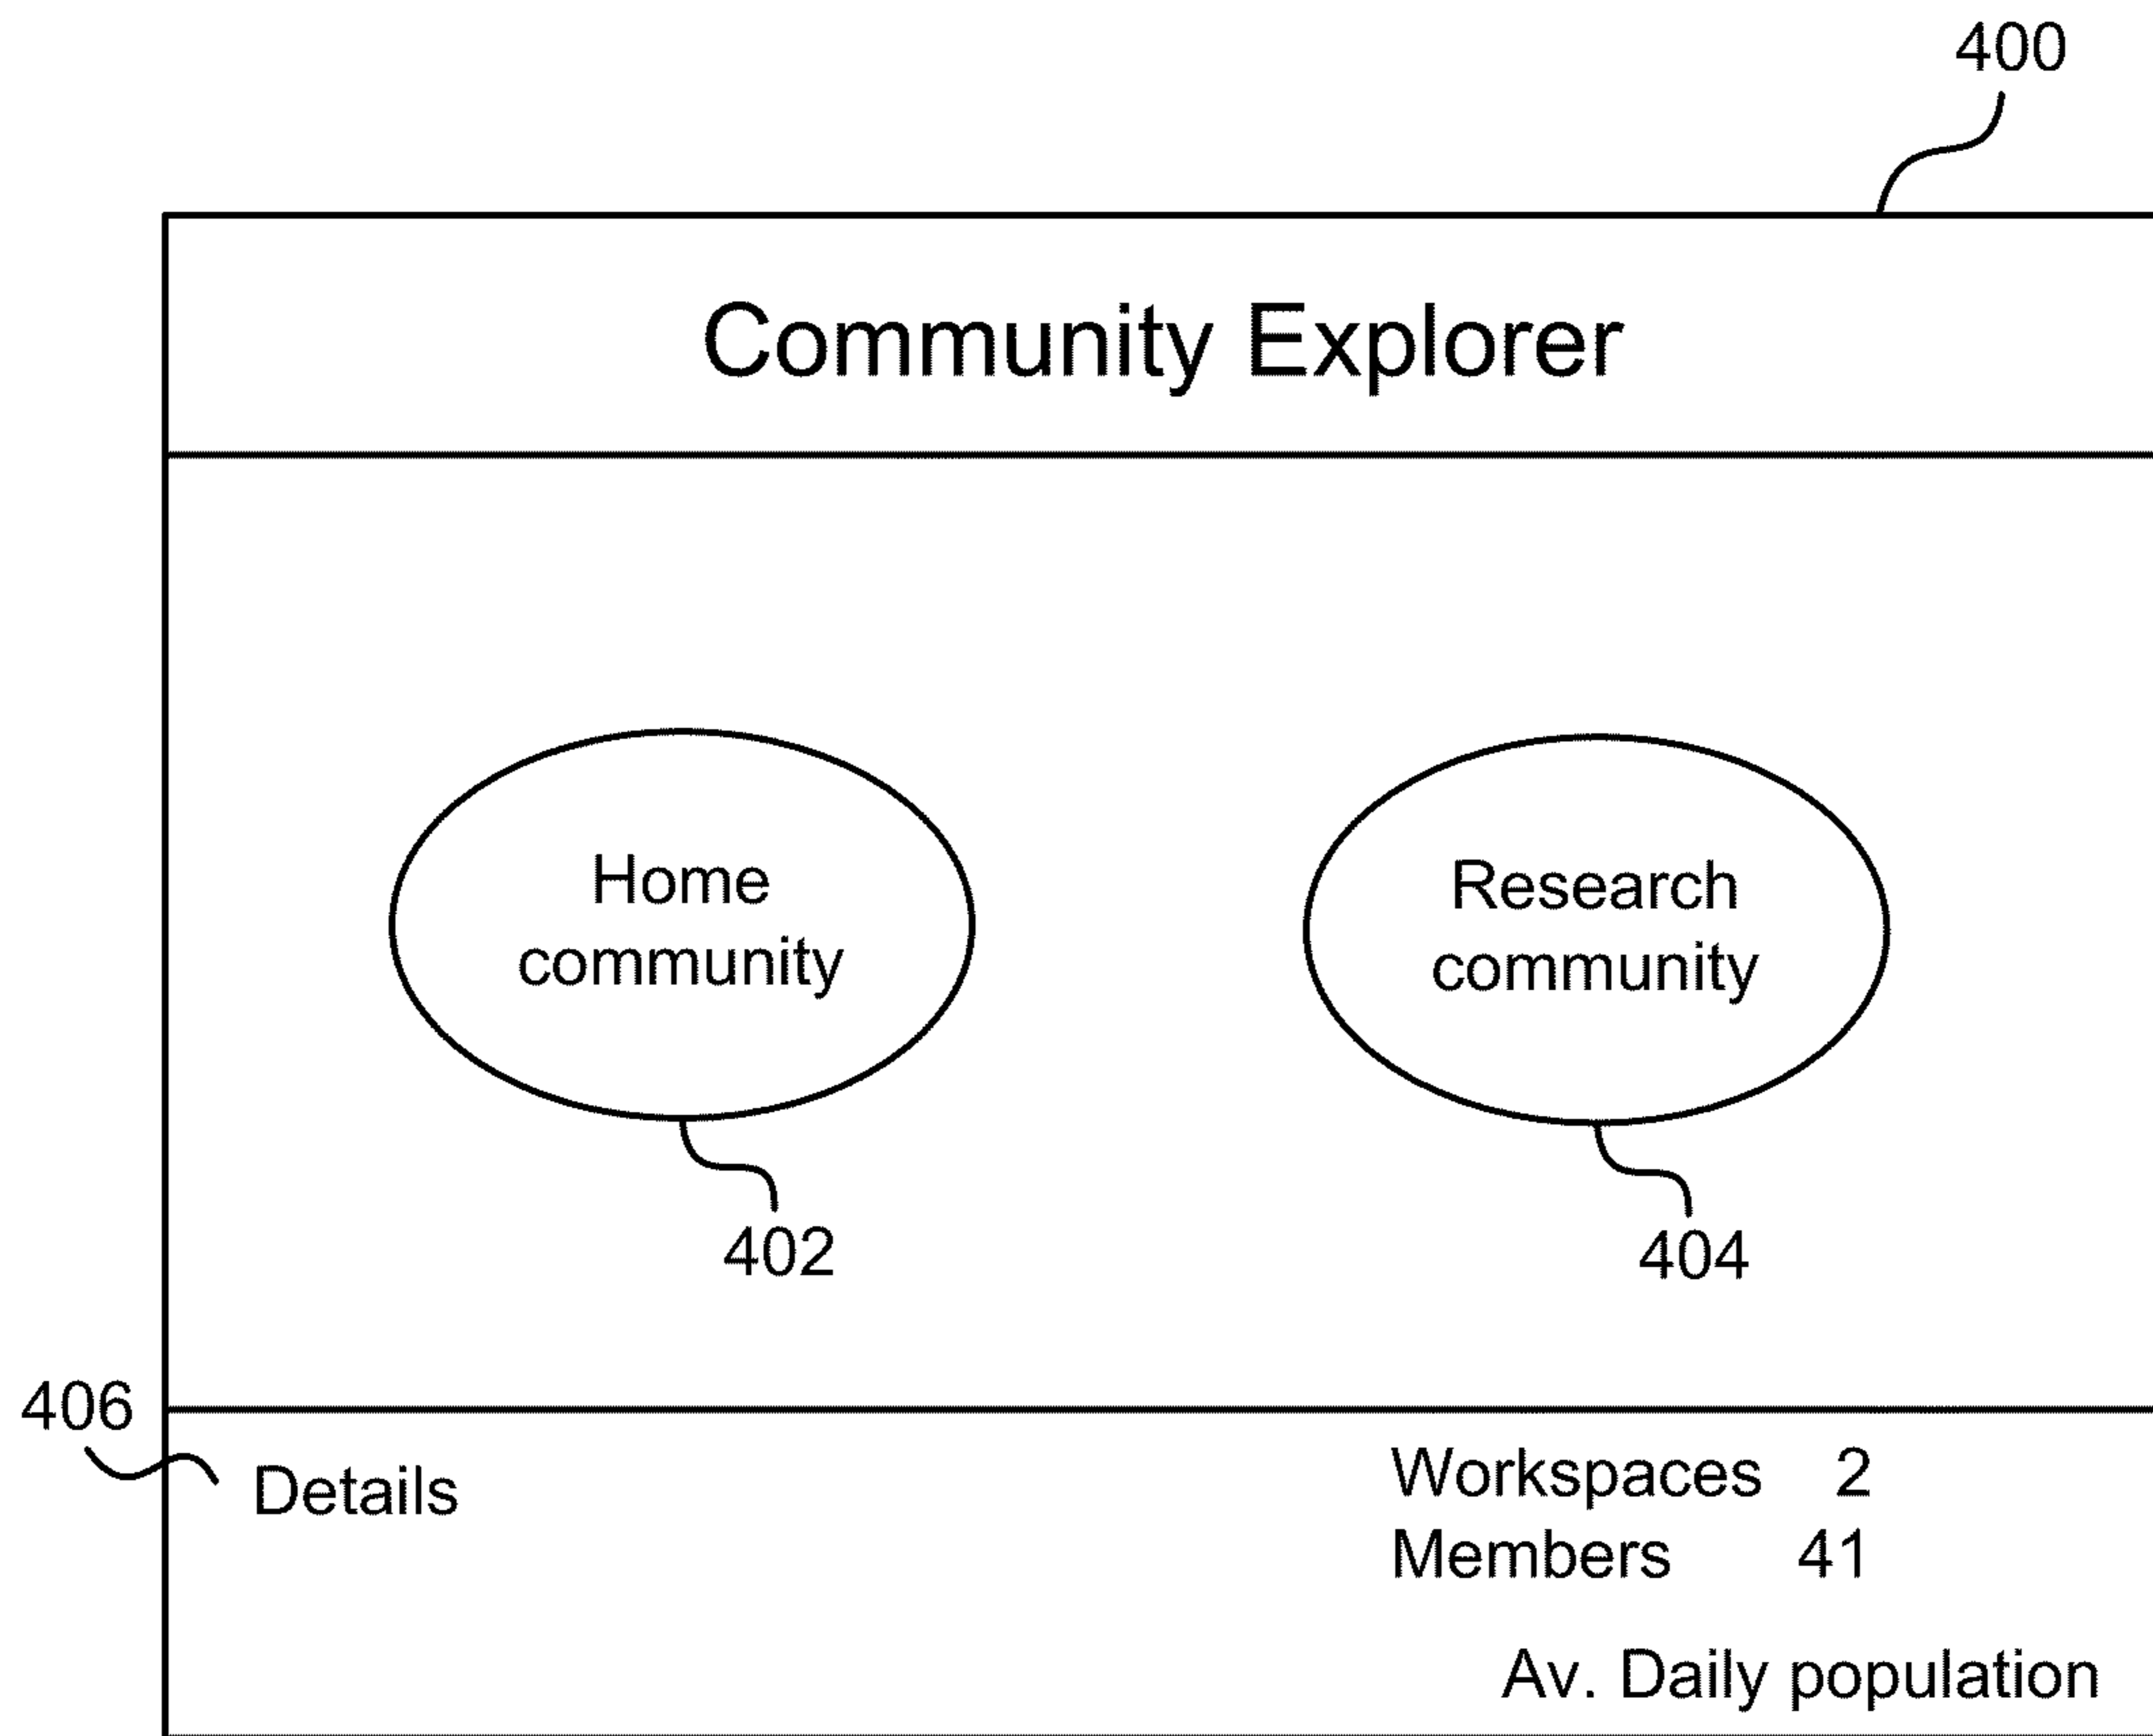 400
Community Explorer
Home
community
Research
community
402
404
406
Details
Workspaces 2
Members 41
Av. Daily population